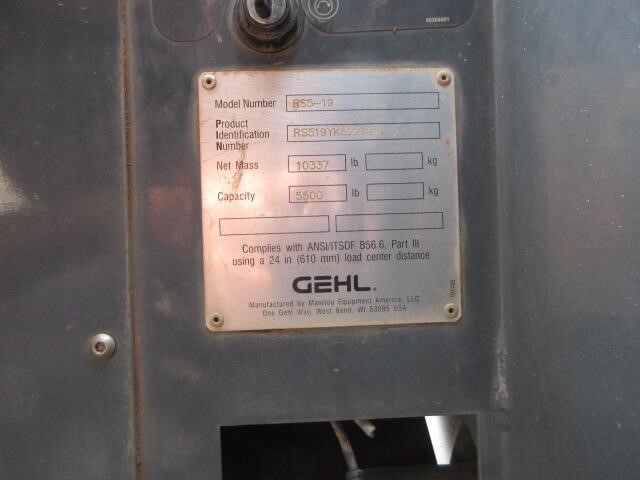 60304691
Model Number RS5-19
Product
Identification
Number
Net Mass 10337 lb kg
Capacity 5500 lb kg
Complies with ANSI/ITSDF B56.6, Part III
using a 24 in (610 mm) load center distance
GEHL.
Manufactured by Manitou Equipment America, LLC
One Gehl Way, West Bend, WI 53095 USA